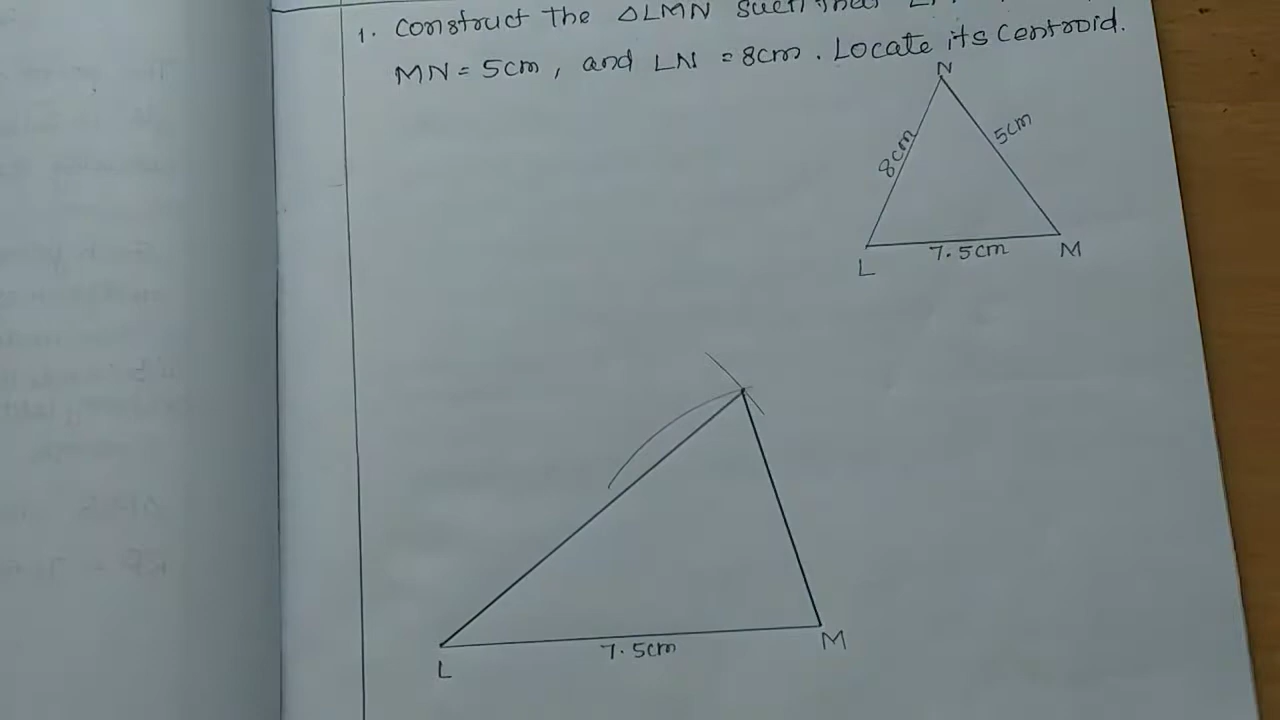 1. Construct the △LMN such that
MN = 5cm, and LN = 8cm. Locate its Centroid.
N
8cm
5cm
L
7.5cm
M
L
7.5cm
M